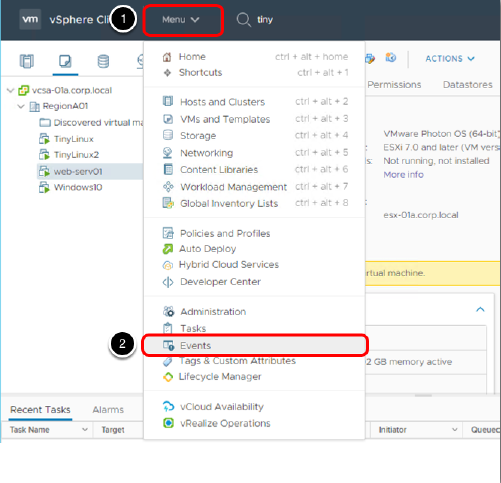 vm vSphere Cli 1 Menu tiny
ACTIONS
Permissions Datastores
vcsa-01a.corp.local
RegionA01
Discovered virtual ma
TinyLinux
TinyLinux2
web-serv01
Windows10
Home ctrl + alt + home
Shortcuts ctrl + alt + 1
Hosts and Clusters ctrl + alt + 2
VMs and Templates ctrl + alt + 3
Storage ctrl + alt + 4
Networking ctrl + alt + 5
Content Libraries ctrl + alt + 6
Workload Management ctrl + alt + 7
Global Inventory Lists ctrl + alt + 8
Policies and Profiles
Auto Deploy
Hybrid Cloud Services
Developer Center
Administration
Tasks
2 Events
Tags & Custom Attributes
Lifecycle Manager
vCloud Availability
vRealize Operations
VMware Photon OS (64-bit)
ESXi 7.0 and later (VM vers
s: Not running, not installed
More info
esx-01a.corp.local
irtual machine.
2 GB memory active
Recent Tasks Alarms
Task Name Target Initiator Queued